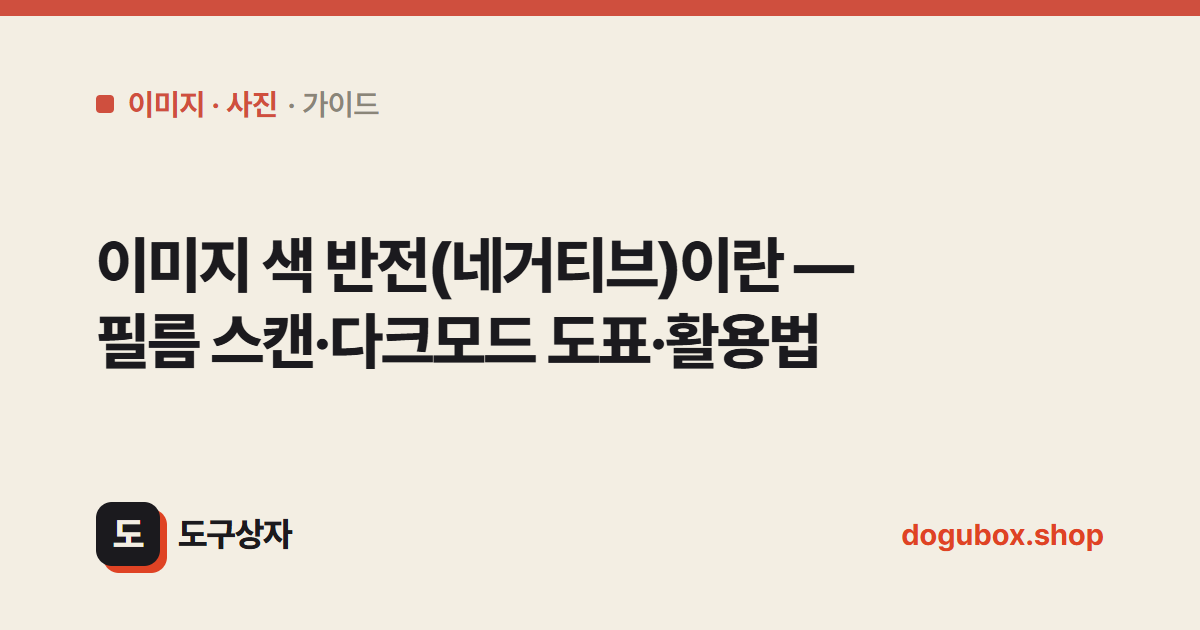 이미지 · 사진 · 가이드
이미지 색 반전(네거티브)이란 —
필름 스캔·다크모드 도표·활용법
도 도구상자
dogubox.shop